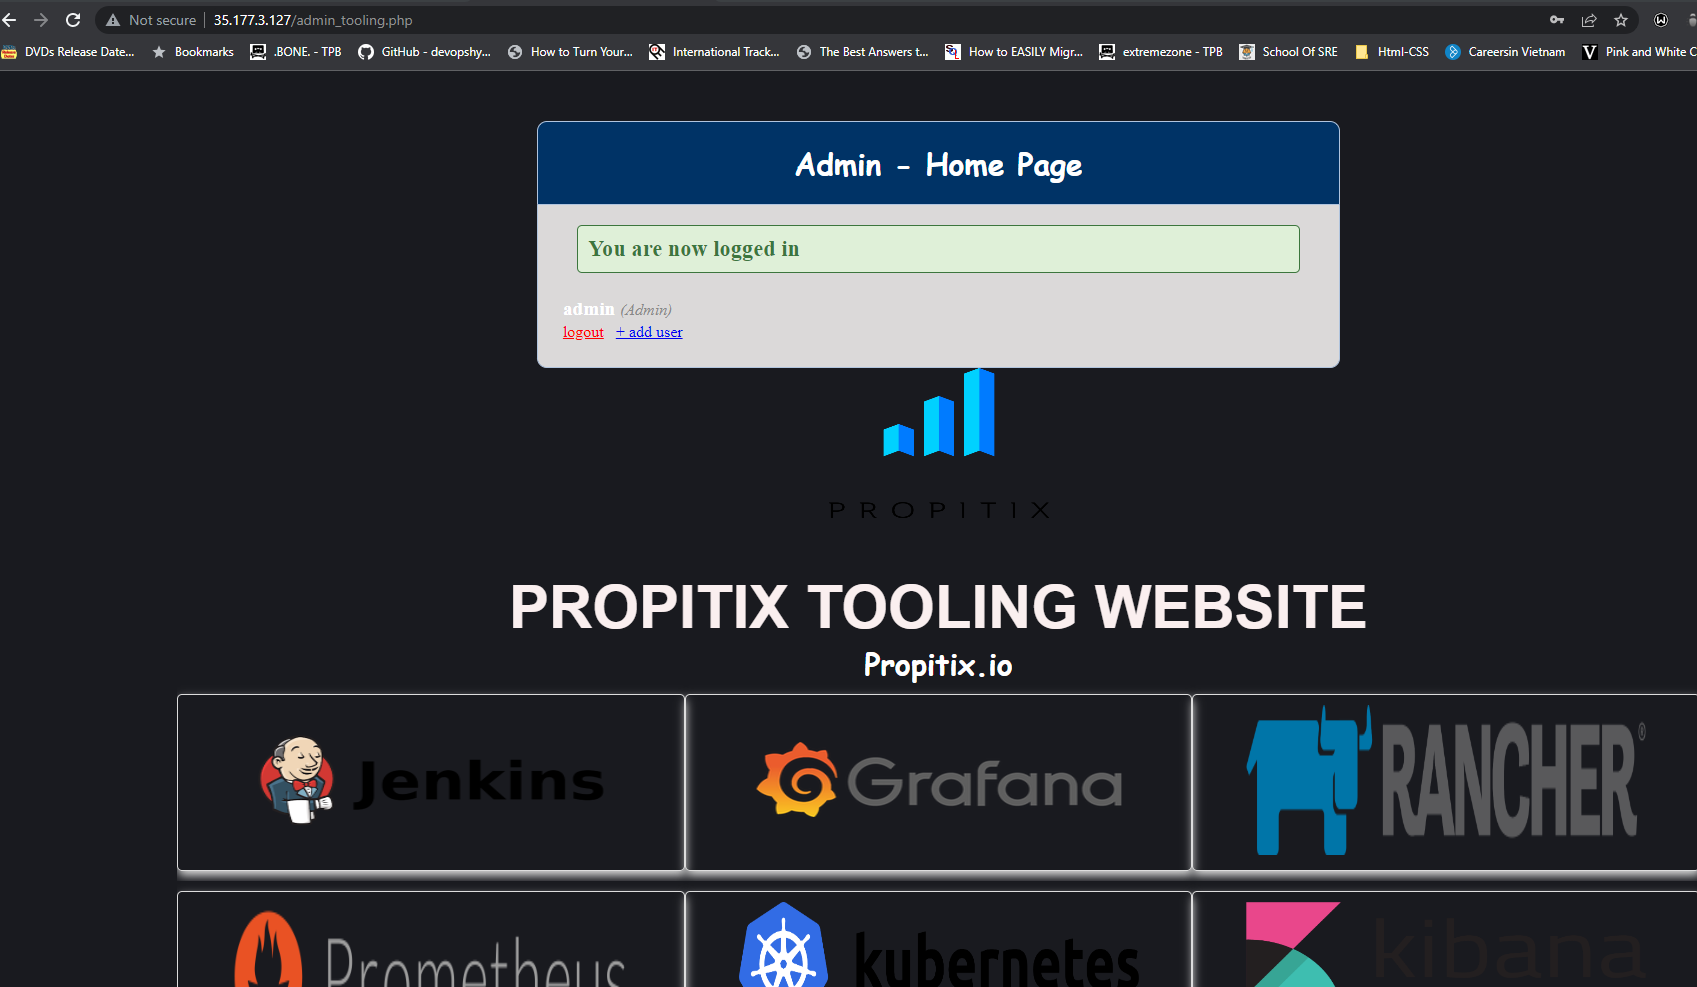 Not secure 35.177.3.127/admin_tooling.php
DVDs Release Date... Bookmarks .BONE. - TPB GitHub - devopshy... How to Turn Your... International Track... The Best Answers t... How to EASILY Migr... extremezone - TPB School Of SRE Html-CSS Careersin Vietnam Pink and White C
Admin - Home Page
You are now logged in
admin (Admin)
logout + add user
PROPITIX
PROPITIX TOOLING WEBSITE
Propitix.io
Jenkins Grafana RANCHER®
Prometheus kubernetes kibana